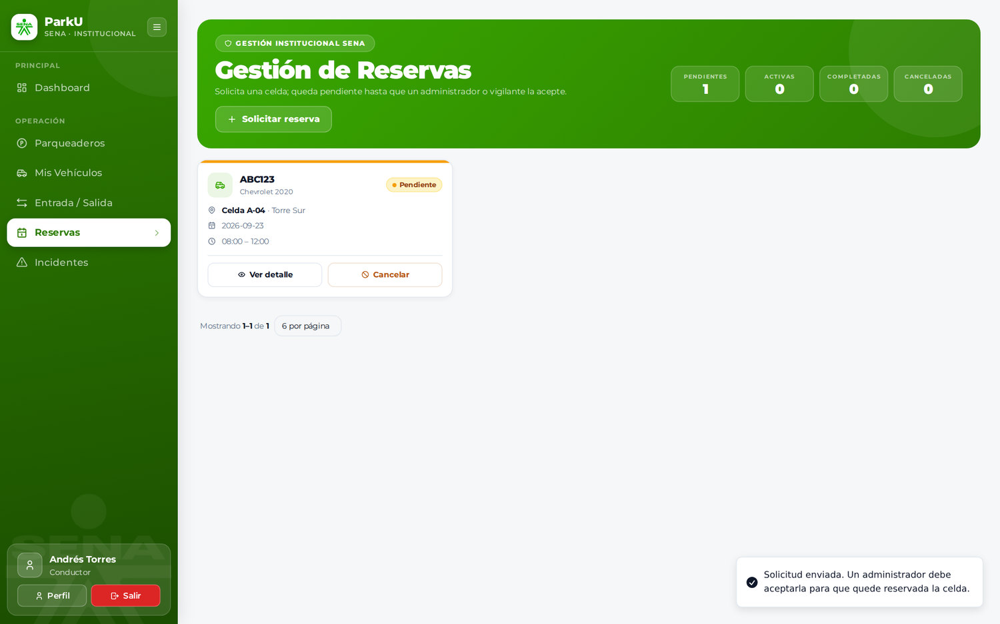 SENA
ParkU
SENA · INSTITUCIONAL
PRINCIPAL
Dashboard
OPERACIÓN
Parqueaderos
Mis Vehículos
Entrada / Salida
Reservas
Incidentes
SENA
Andrés Torres
Conductor
Perfil
Salir
GESTIÓN INSTITUCIONAL SENA
Gestión de Reservas
Solicita una celda; queda pendiente hasta que un administrador o vigilante la acepte.
Solicitar reserva
PENDIENTES
1
ACTIVAS
0
COMPLETADAS
0
CANCELADAS
0
ABC123
Chevrolet 2020
Pendiente
Celda A-04 · Torre Sur
2026-09-23
08:00 – 12:00
Ver detalle
Cancelar
Mostrando 1–1 de 1
6 por página
Solicitud enviada. Un administrador debe
aceptarla para que quede reservada la celda.